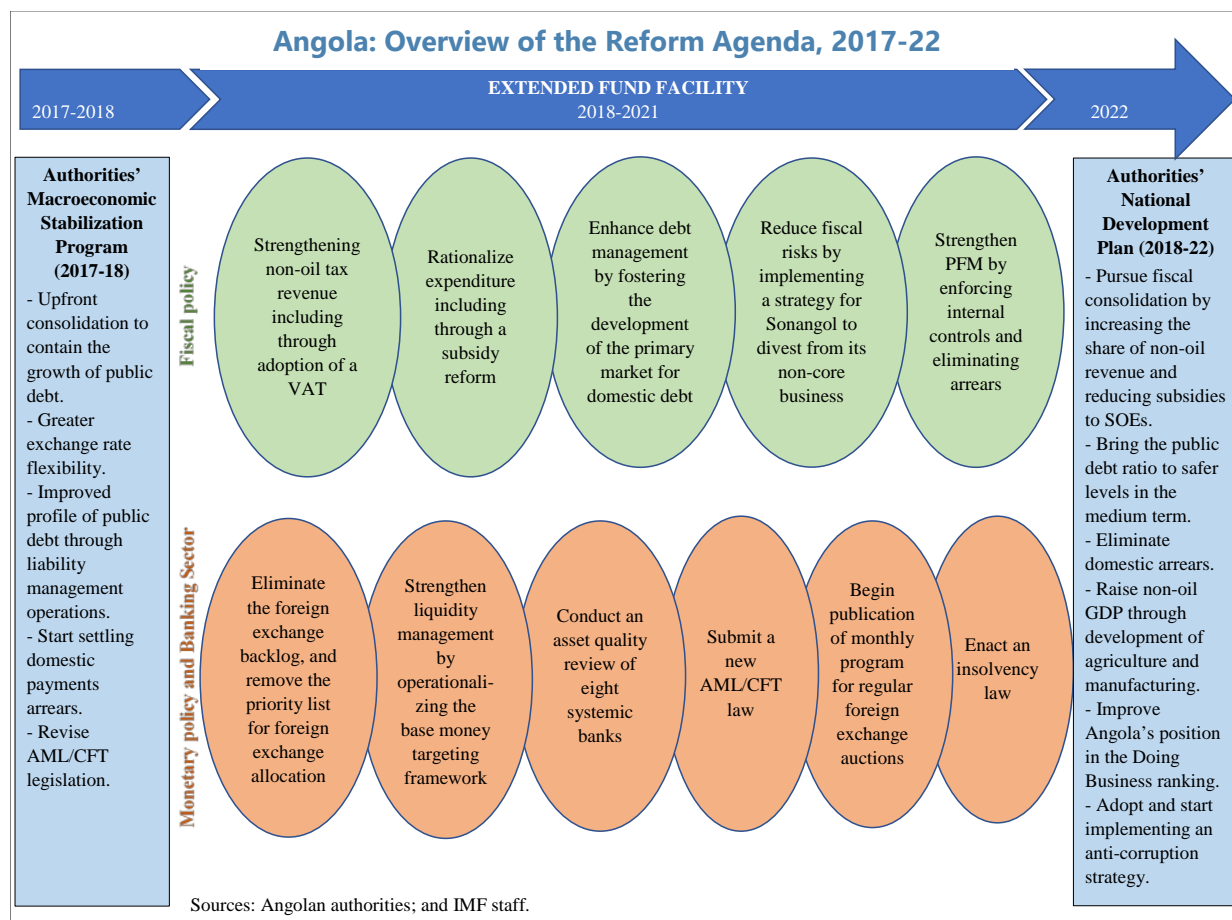 Angola: Overview of the Reform Agenda, 2017-22
2017-2018
EXTENDED FUND FACILITY
2018-2021
2022
Authorities’
Macroeconomic
Stabilization
Program
(2017-18)
- Upfront
consolidation to
contain the
growth of public
debt.
- Greater
exchange rate
flexibility.
- Improved
profile of public
debt through
liability
management
operations.
- Start settling
domestic
payments
arrears.
- Revise
AML/CFT
legislation.
Fiscal policy
Strengthening
non-oil tax
revenue
including
through
adoption of a
VAT
Rationalize
expenditure
including
through a
subsidy
reform
Enhance debt
management
by fostering
the
development
of the primary
market for
domestic debt
Reduce fiscal
risks by
implementing
a strategy for
Sonangol to
divest from its
non-core
business
Strengthen
PFM by
enforcing
internal
controls and
eliminating
arrears
Monetary policy and Banking Sector
Eliminate
the foreign
exchange
backlog, and
remove the
priority list
for foreign
exchange
allocation
Strengthen
liquidity
management
by
operationali-
zing the
base money
targeting
framework
Conduct an
asset quality
review of
eight
systemic
banks
Submit a
new
AML/CFT
law
Begin
publication
of monthly
program
for regular
foreign
exchange
auctions
Enact an
insolvency
law
Authorities’
National
Development
Plan (2018-22)
- Pursue fiscal
consolidation by
increasing the
share of non-oil
revenue and
reducing subsidies
to SOEs.
- Bring the public
debt ratio to safer
levels in the
medium term.
- Eliminate
domestic arrears.
- Raise non-oil
GDP through
development of
agriculture and
manufacturing.
- Improve
Angola’s position
in the Doing
Business ranking.
- Adopt and start
implementing an
anti-corruption
strategy.
Sources: Angolan authorities; and IMF staff.